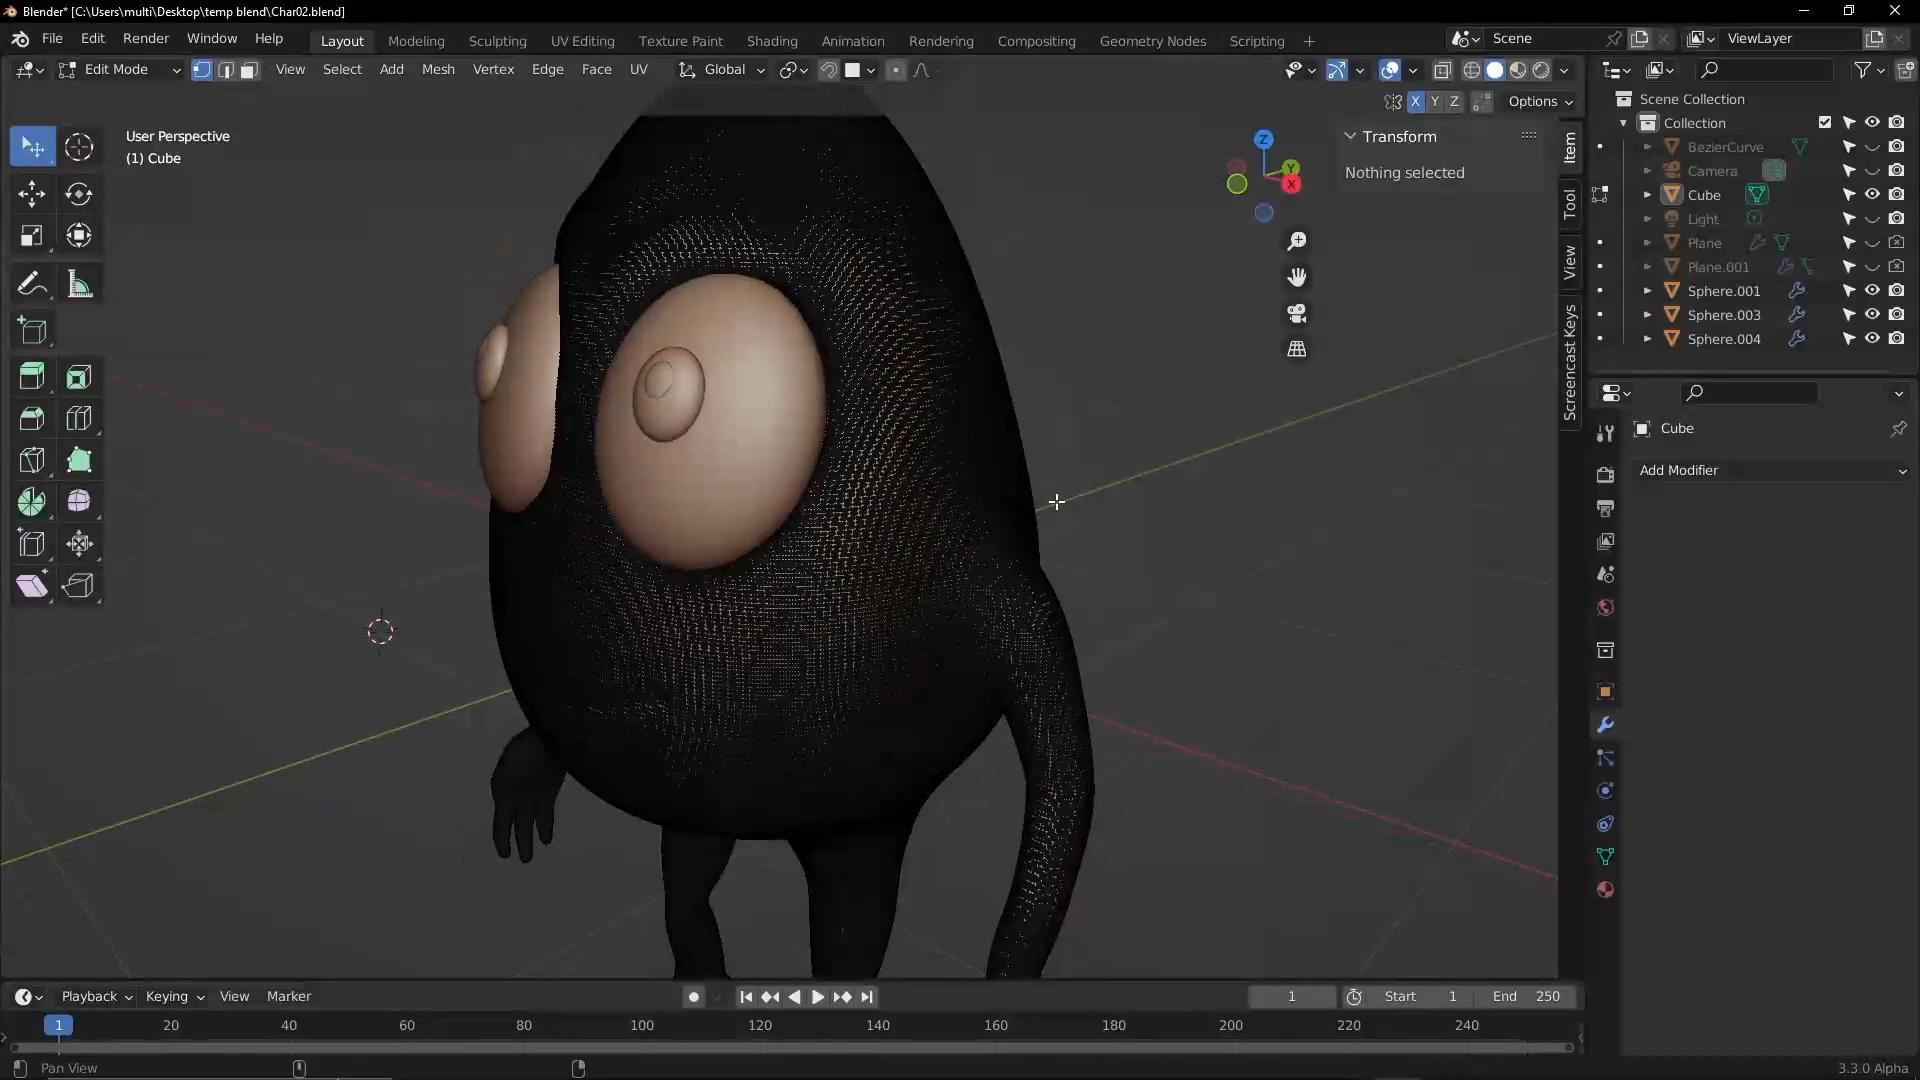 Blender* [C:\Users\multi\Desktop\temp blend\Char02.blend]
File Edit Render Window Help
Layout Modeling Sculpting UV Editing Texture Paint Shading Animation Rendering Compositing Geometry Nodes Scripting +
Scene
ViewLayer
Edit Mode
View Select Add Mesh Vertex Edge Face UV
Global
X Y Z
Options
User Perspective
(1) Cube
Z
Y
X
Transform
Nothing selected
Item
Tool
View
Screencast Keys
Scene Collection
Collection
BezierCurve
Camera
Cube
Light
Plane
Plane.001
Sphere.001
Sphere.003
Sphere.004
Cube
Add Modifier
Playback Keying View Marker
1
Start 1
End 250
1 20 40 60 80 100 120 140 160 180 200 220 240
Pan View
3.3.0 Alpha